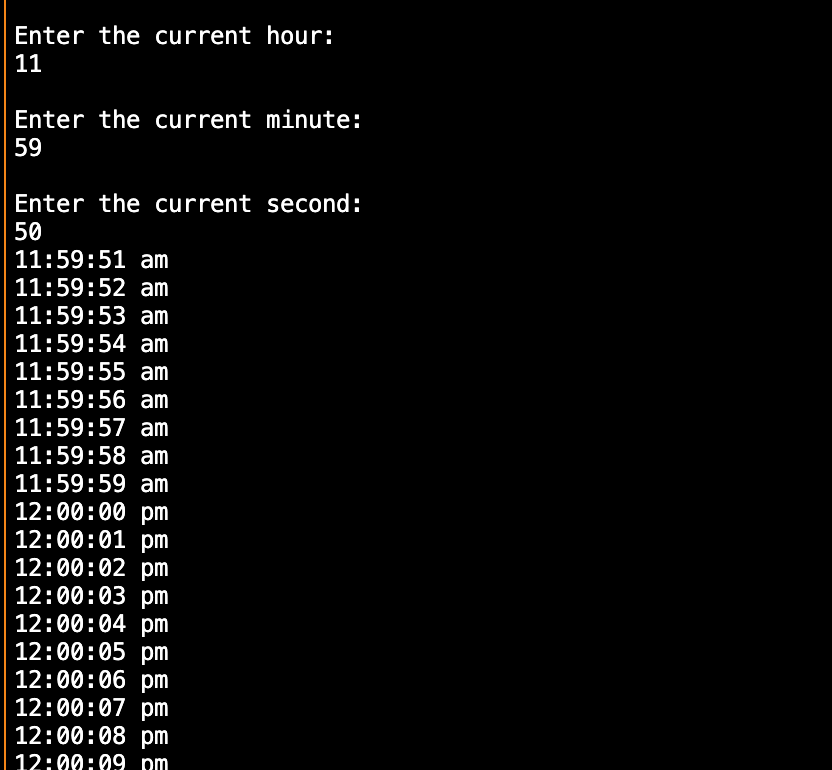 Enter the current hour:
11
Enter the current minute:
59
Enter the current second:
50
11:59:51 am
11:59:52 am
11:59:53 am
11:59:54 am
11:59:55 am
11:59:56 am
11:59:57 am
11:59:58 am
11:59:59 am
12:00:00 pm
12:00:01 pm
12:00:02 pm
12:00:03 pm
12:00:04 pm
12:00:05 pm
12:00:06 pm
12:00:07 pm
12:00:08 pm
12:00:09 pm